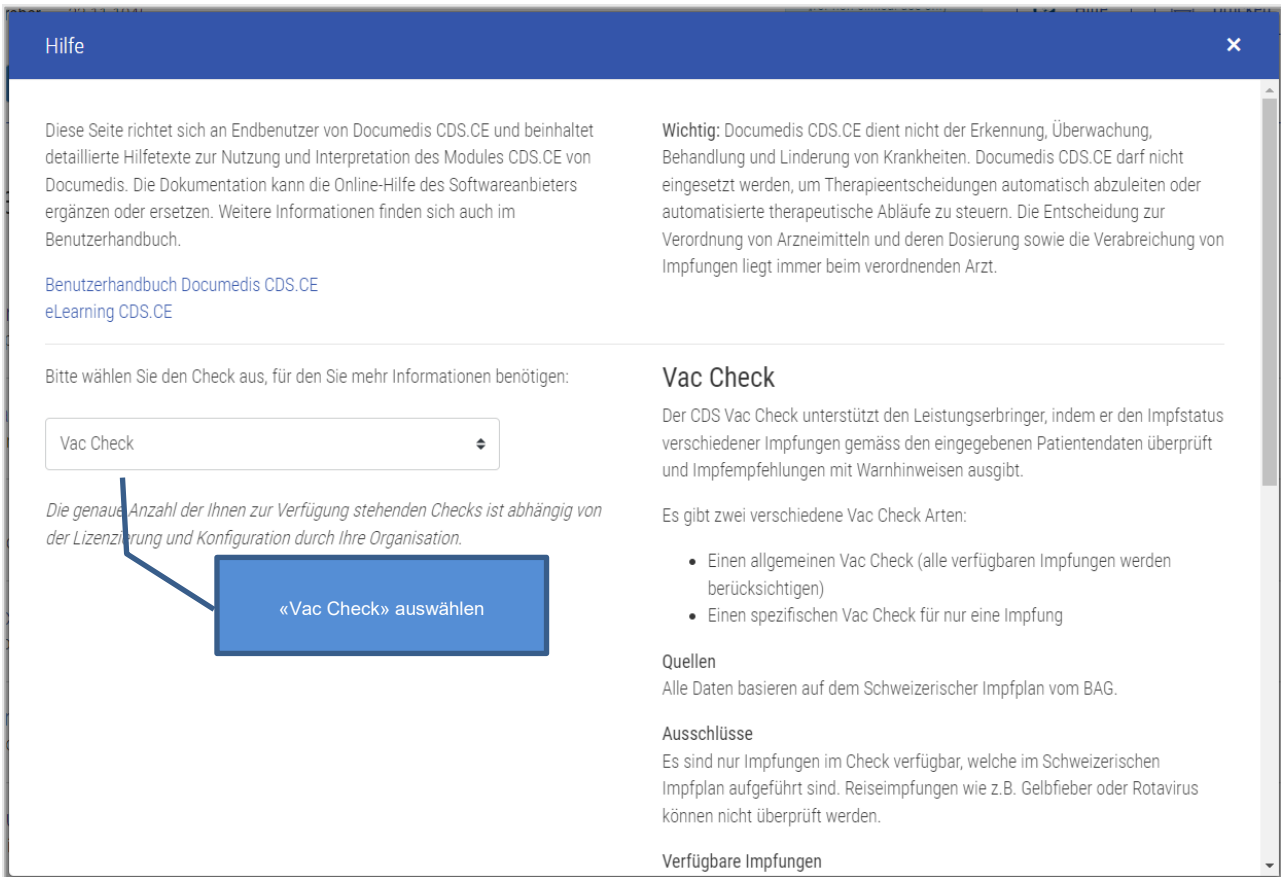 Hilfe
Diese Seite richtet sich an Endbenutzer von Documedis CDS.CE und beinhaltet
detaillierte Hilfetexte zur Nutzung und Interpretation des Modules CDS.CE von
Documedis. Die Dokumentation kann die Online-Hilfe des Softwareanbieters
ergänzen oder ersetzen. Weitere Informationen finden sich auch im
Benutzerhandbuch.
Benutzerhandbuch Documedis CDS.CE
eLearning CDS.CE
Wichtig: Documedis CDS.CE dient nicht der Erkennung, Überwachung,
Behandlung und Linderung von Krankheiten. Documedis CDS.CE darf nicht
eingesetzt werden, um Therapieentscheidungen automatisch abzuleiten oder
automatisierte therapeutische Abläufe zu steuern. Die Entscheidung zur
Verordnung von Arzneimitteln und deren Dosierung sowie die Verabreichung von
Impfungen liegt immer beim verordnenden Arzt.
Bitte wählen Sie den Check aus, für den Sie mehr Informationen benötigen:
Vac Check
Die genaue Anzahl der Ihnen zur Verfügung stehenden Checks ist abhängig von
der Lizenzierung und Konfiguration durch Ihre Organisation.
«Vac Check» auswählen
Vac Check
Der CDS Vac Check unterstützt den Leistungserbringer, indem er den Impfstatus
verschiedener Impfungen gemäss den eingegebenen Patientendaten überprüft
und Impfempfehlungen mit Warnhinweisen ausgibt.
Es gibt zwei verschiedene Vac Check Arten:
• Einen allgemeinen Vac Check (alle verfügbaren Impfungen werden
berücksichtigen)
• Einen spezifischen Vac Check für nur eine Impfung
Quellen
Alle Daten basieren auf dem Schweizerischer Impfplan vom BAG.
Ausschlüsse
Es sind nur Impfungen im Check verfügbar, welche im Schweizerischen
Impfplan aufgeführt sind. Reiseimpfungen wie z.B. Gelbfieber oder Rotavirus
können nicht überprüft werden.
Verfügbare Impfungen